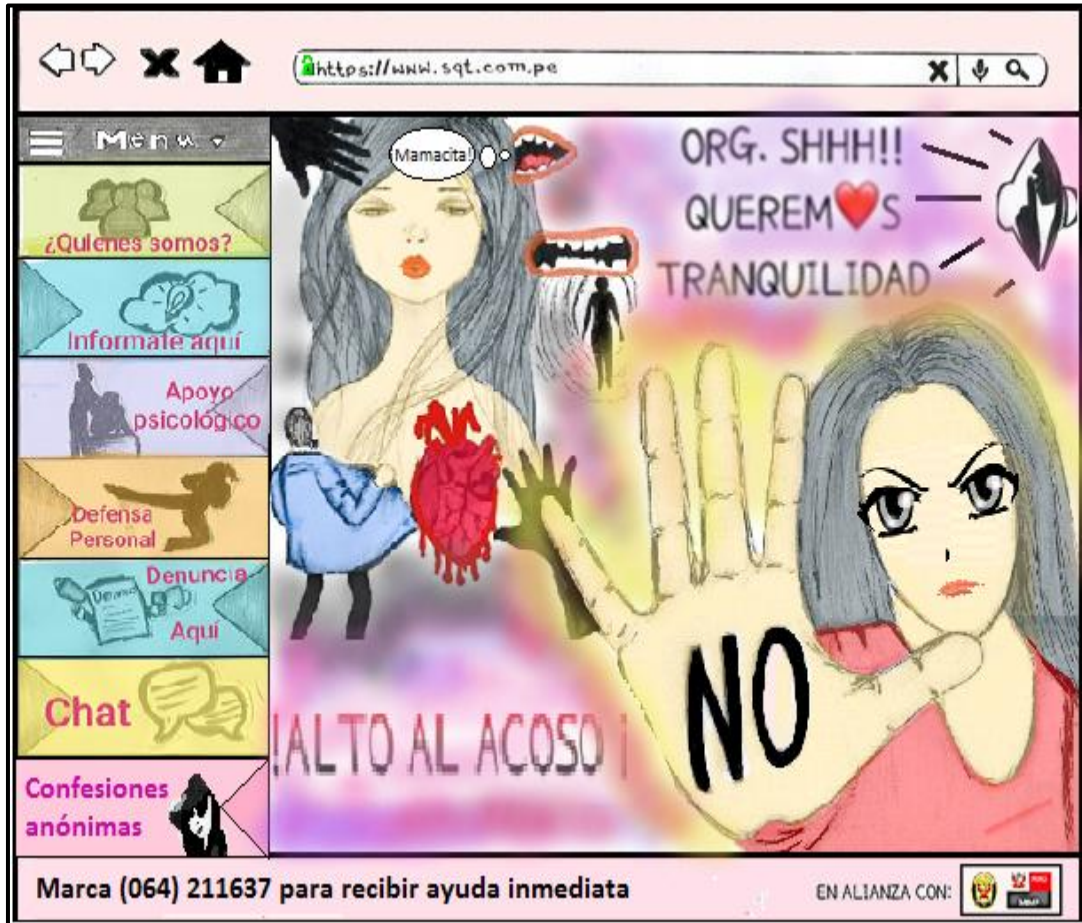 https://www.sqt.com.pe
Menu
¿Quienes somos?
Informate aquí
Apoyo
psicológico
Defensa
Personal
Denuncia
Aquí
Chat
Confesiones
anónimas
Mamacita!
ORG. SHHH!!
QUEREM❤S
TRANQUILIDAD
NO
¡ALTO AL ACOSO ¡
Marca (064) 211637 para recibir ayuda inmediata
EN ALIANZA CON: